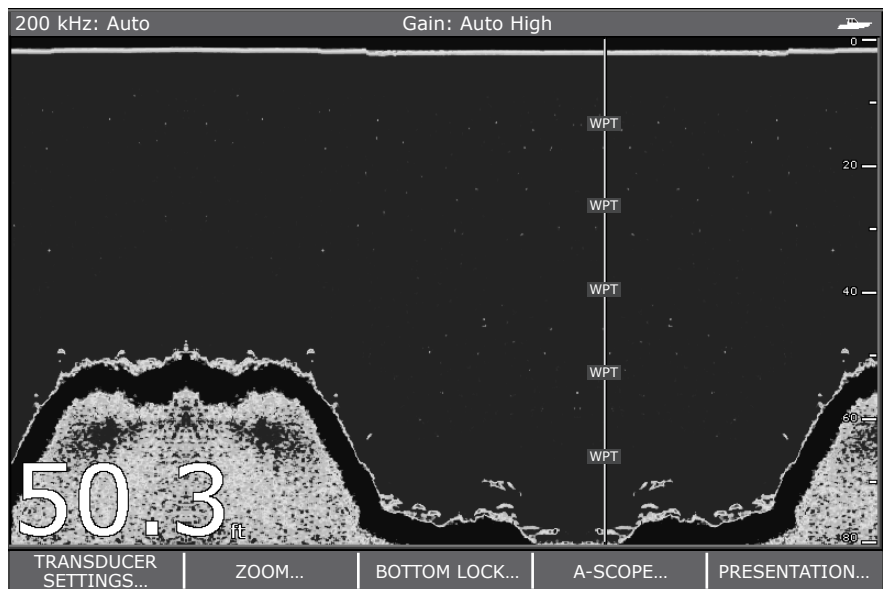 200 kHz: Auto Gain: Auto High
0
WPT
20
WPT
WPT
40
WPT
60
WPT
50.3 ft
80
TRANSDUCER
SETTINGS... ZOOM... BOTTOM LOCK... A-SCOPE... PRESENTATION...